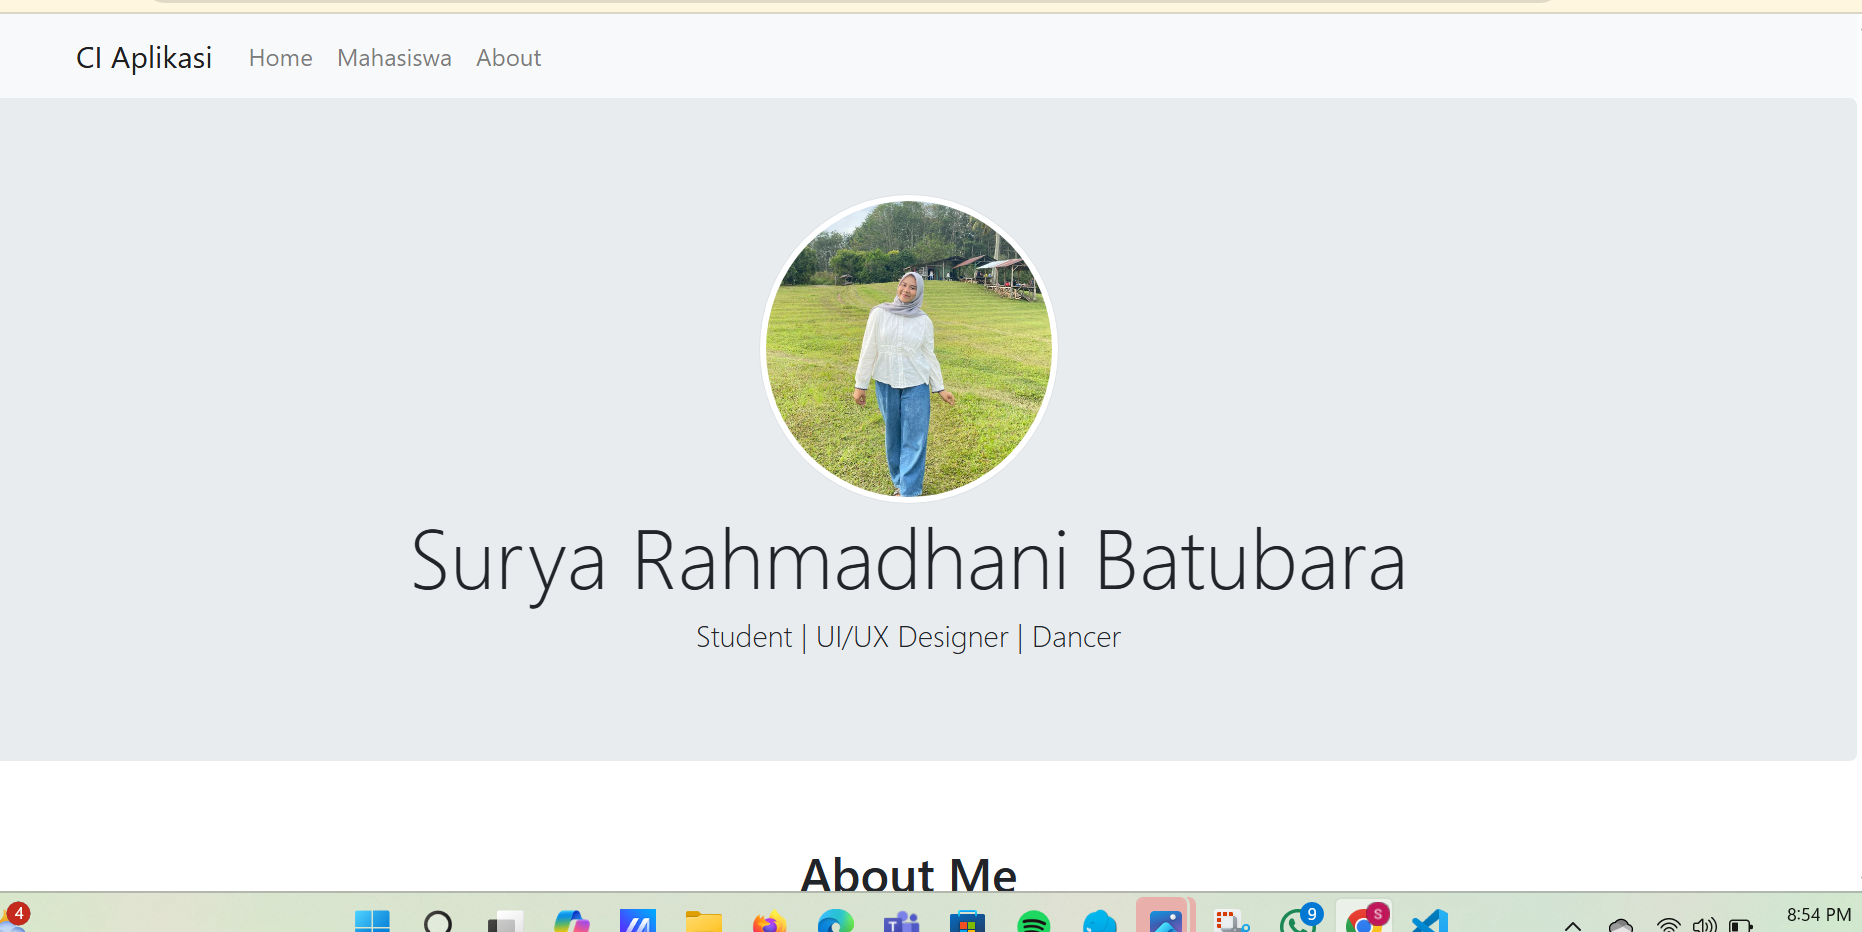 CI Aplikasi Home Mahasiswa About
Surya Rahmadhani Batubara
Student | UI/UX Designer | Dancer
About Me
4
9
S
8:54 PM